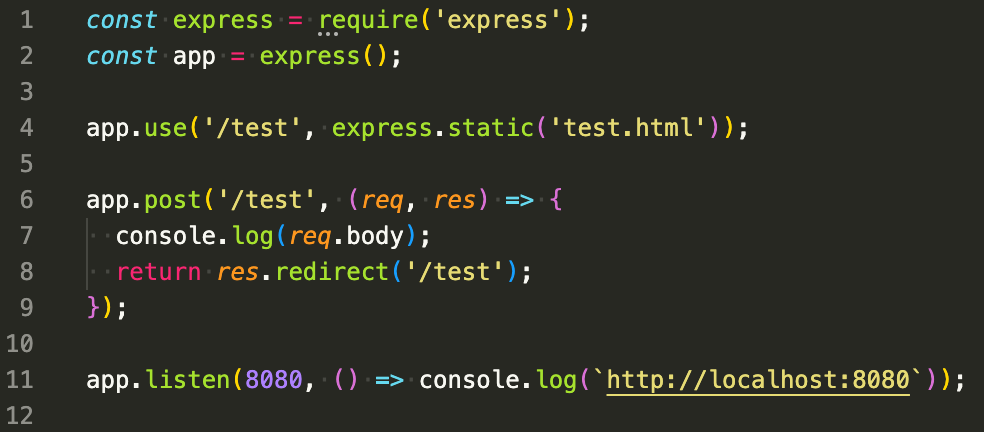 1 const express = require('express');
2 const app = express();
3
4 app.use('/test', express.static('test.html'));
5
6 app.post('/test', (req, res) => {
7   console.log(req.body);
8   return res.redirect('/test');
9 });
10
11 app.listen(8080, () => console.log(`http://localhost:8080`));
12